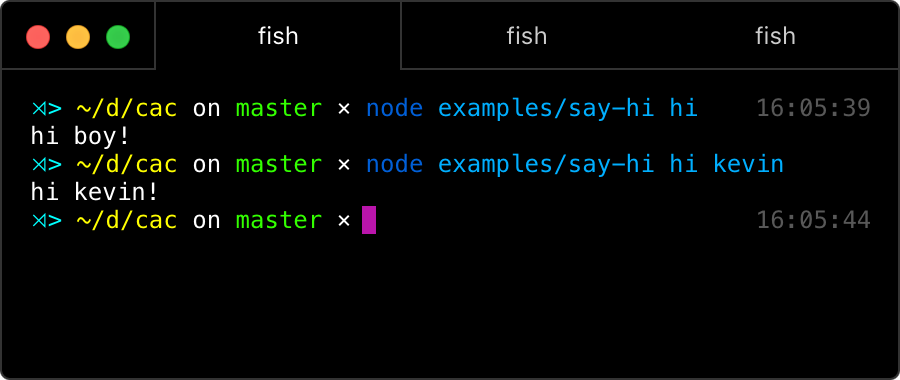 fish fish fish
⋊> ~/d/cac on master × node examples/say-hi hi 16:05:39
hi boy!
⋊> ~/d/cac on master × node examples/say-hi hi kevin
hi kevin!
⋊> ~/d/cac on master × 16:05:44